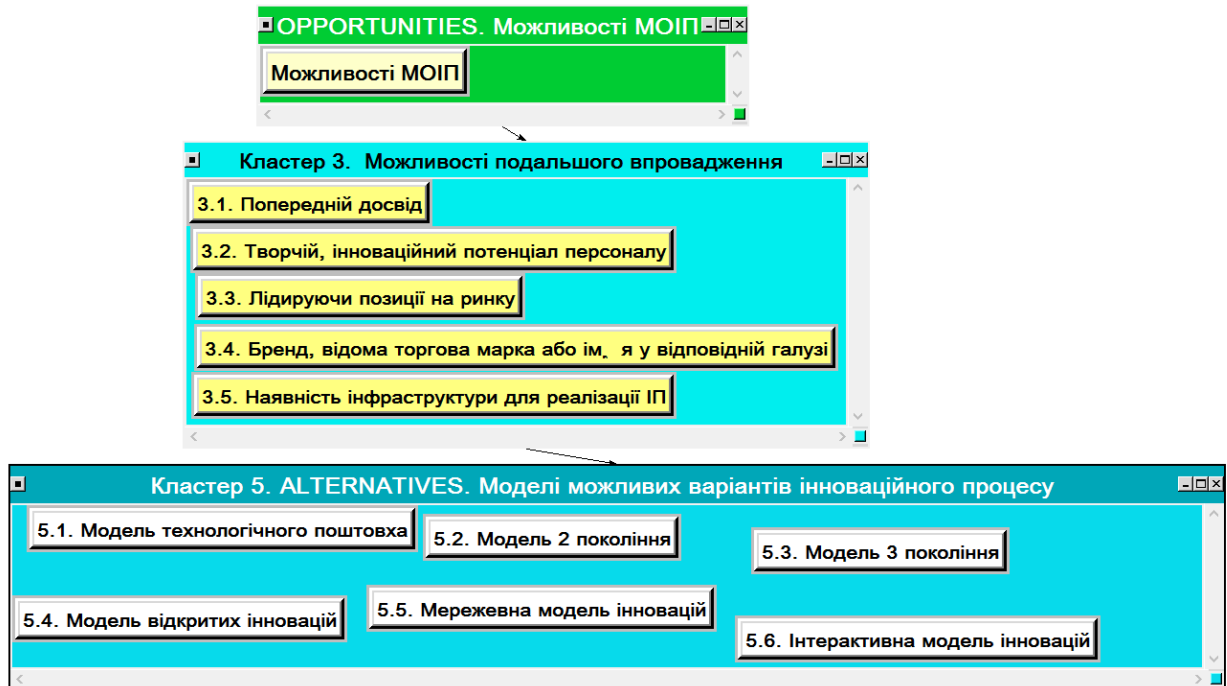 OPPORTUNITIES. Можливості МОІП
Можливості МОІП
Кластер 3. Можливості подальшого впровадження
3.1. Попередній досвід
3.2. Творчій, інноваційний потенціал персоналу
3.3. Лідируючи позиції на ринку
3.4. Бренд, відома торгова марка або ім˛ я у відповідній галузі
3.5. Наявність інфраструктури для реалізації ІП
Кластер 5. ALTERNATIVES. Моделі можливих варіантів інноваційного процесу
5.1. Модель технологічного поштовха
5.2. Модель 2 покоління
5.3. Модель 3 покоління
5.4. Модель відкритих інновацій
5.5. Мережевна модель інновацій
5.6. Інтерактивна модель інновацій